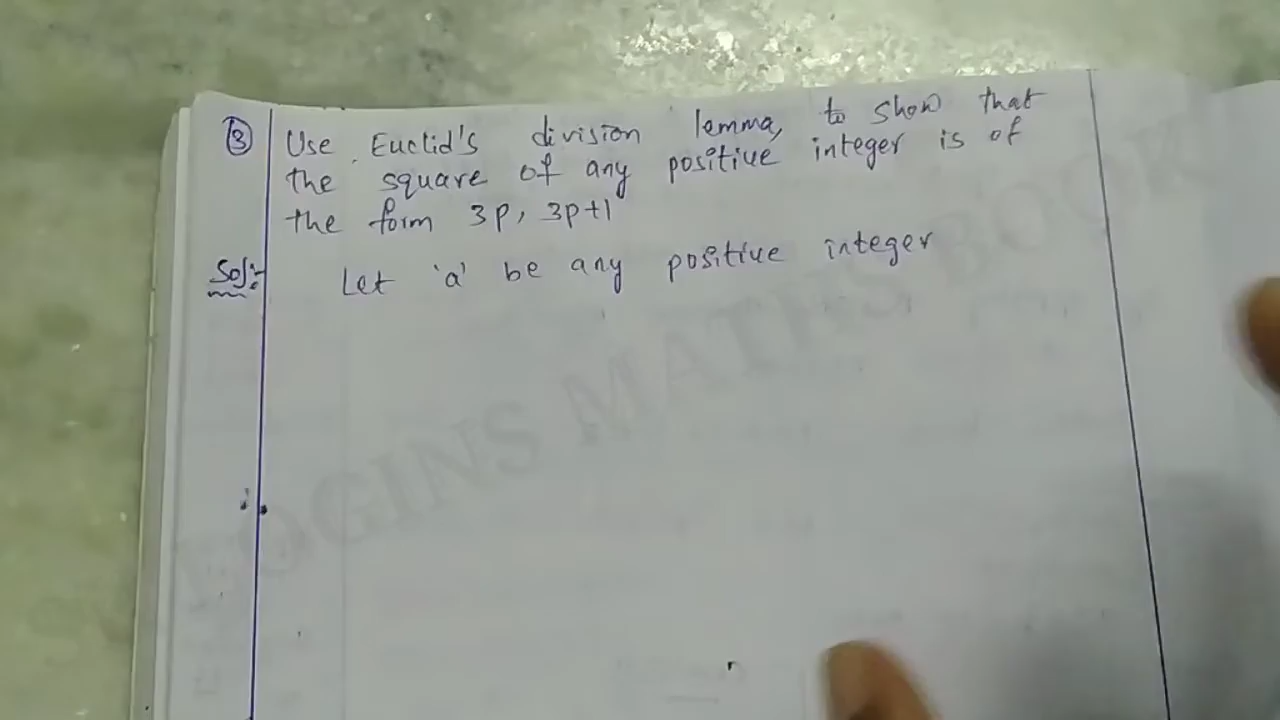 3 Use Euclid's division lemma, to show that
the square of any positive integer is of
the form 3p, 3p+1
Sol:- Let 'a' be any positive integer